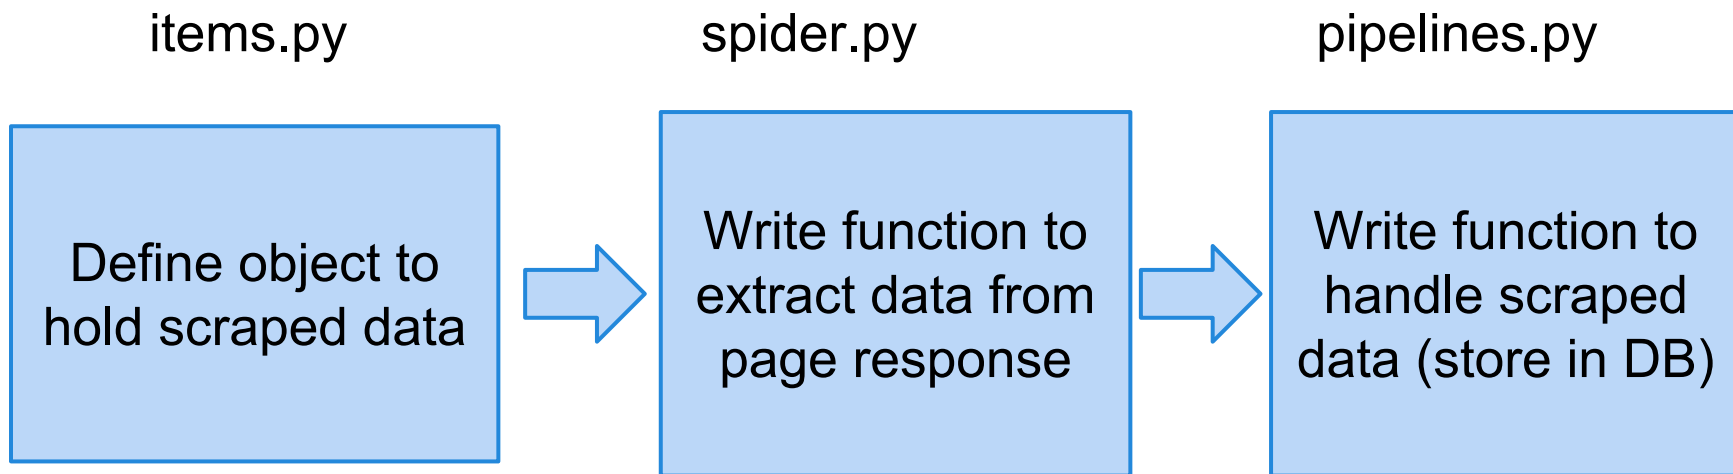 items.py
spider.py
pipelines.py
Define object to
hold scraped data
Write function to
extract data from
page response
Write function to
handle scraped
data (store in DB)